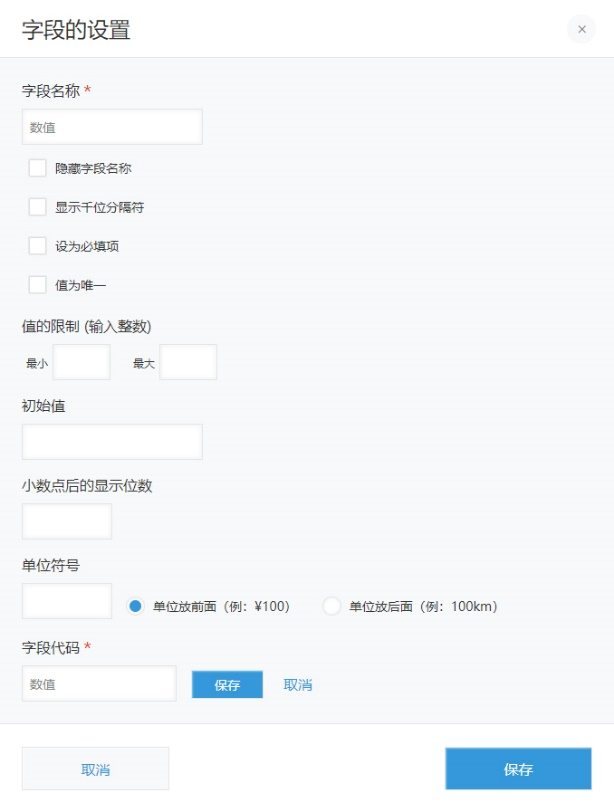 字段的设置
×
字段名称 *
数值
隐藏字段名称
显示千位分隔符
设为必填项
值为唯一
值的限制 (输入整数)
最小 最大
初始值
小数点后的显示位数
单位符号
单位放前面（例：¥100） 单位放后面（例：100km）
字段代码 *
数值 保存 取消
取消 保存